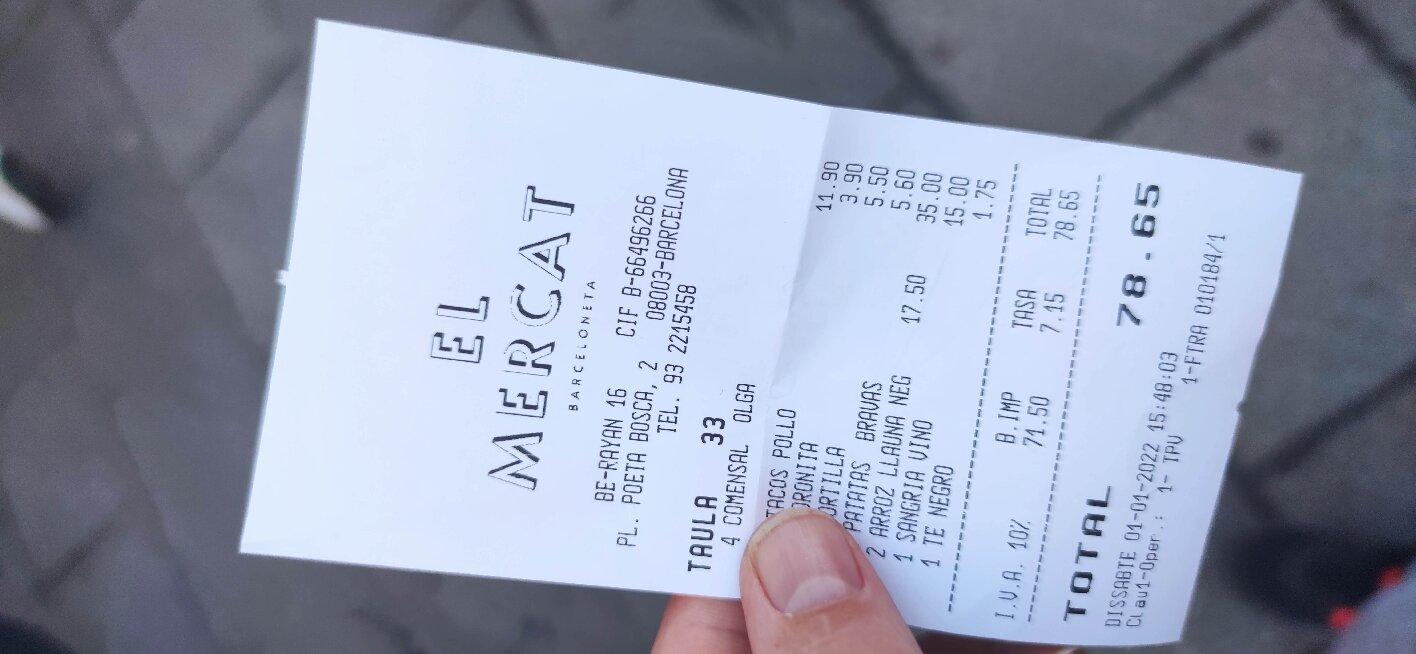 EL
MERCAT
BARCELONETA
BE-RAYAN 16 CIF B-66496266
PL. POETA BOSCA, 2 08003-BARCELONA
TEL. 93 2215458
TAULA 33
4 COMENSAL OLGA
TACOS POLLO 11.90
ORONITA 3.90
ORTILLA 5.50
PATATAS BRAVAS 5.60
2 ARROZ LLAUNA NEG 17.50 35.00
1 SANGRIA VINO 15.00
1 TE NEGRO 1.75
B.IMP TASA TOTAL
I.V.A. 10% 71.50 7.15 78.65
TOTAL 78.65
DISSABTE 01-01-2022 15:48:03
Clau1-Oper.: 1- TPV 1-FTRA 010184/1